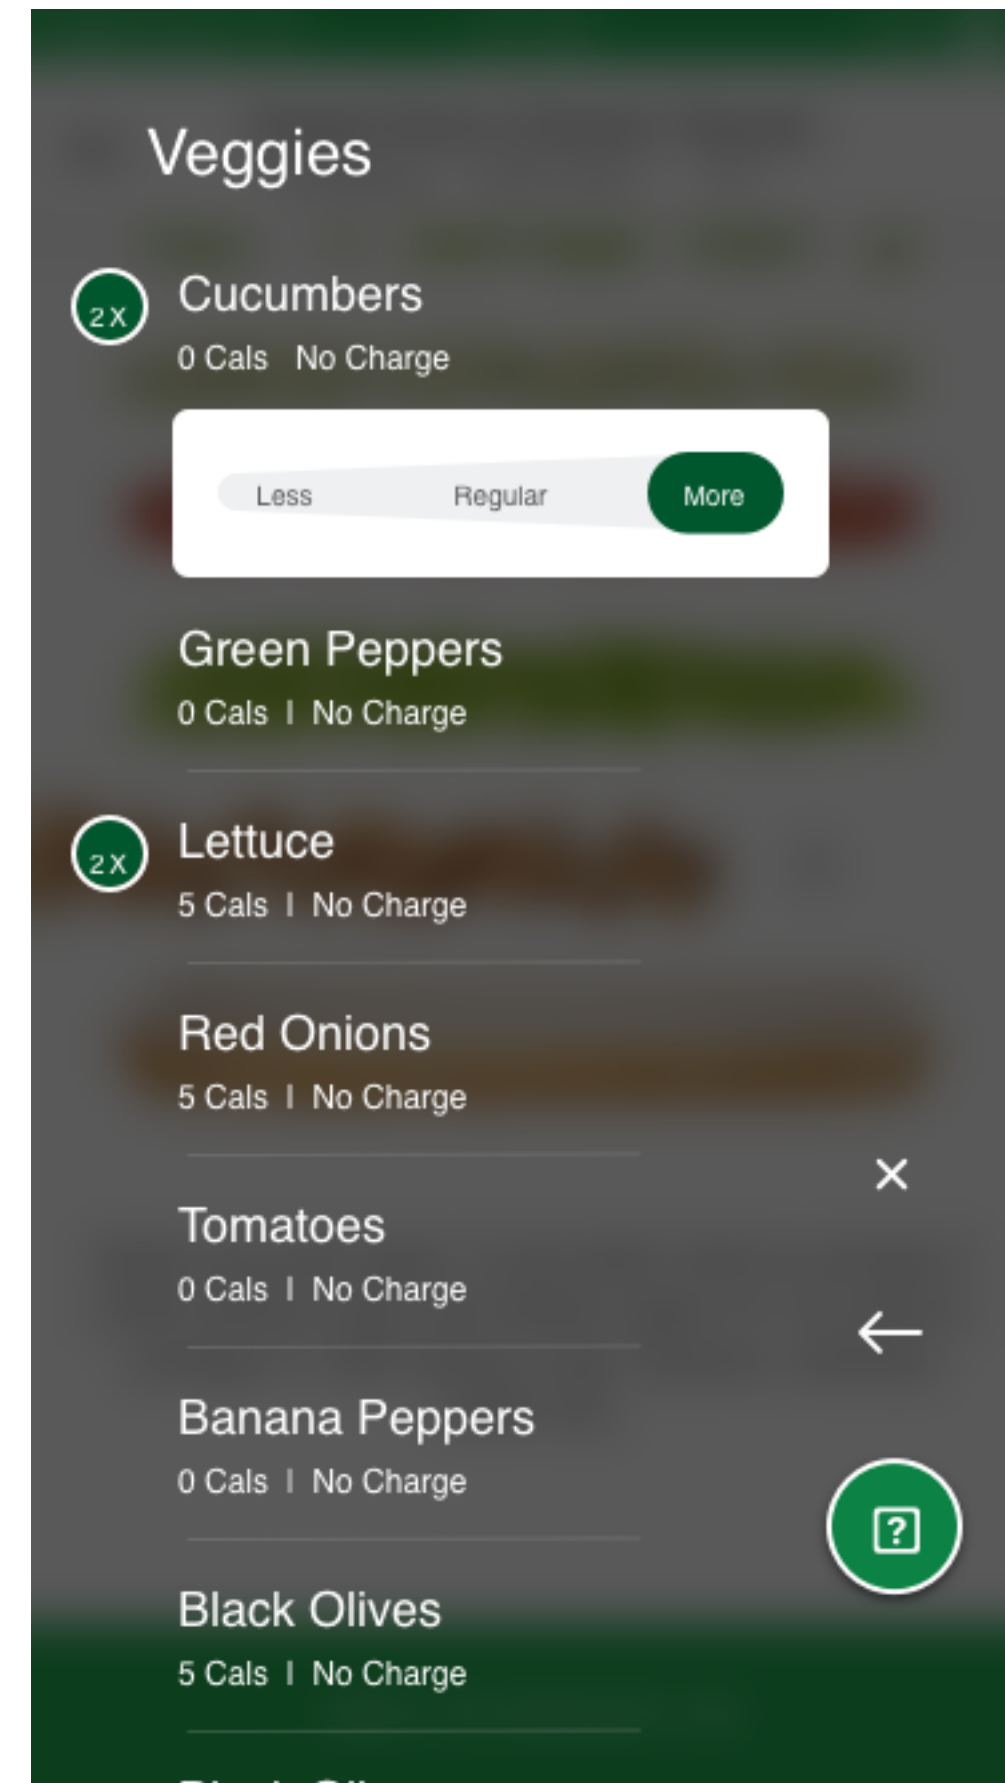 Veggies
2X
Cucumbers
0 Cals No Charge
Less Regular More
Green Peppers
0 Cals | No Charge
2X
Lettuce
5 Cals | No Charge
Red Onions
5 Cals | No Charge
Tomatoes
0 Cals | No Charge
Banana Peppers
0 Cals | No Charge
?
Black Olives
5 Cals | No Charge